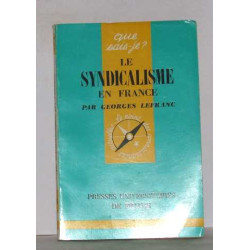 que
sais-je?
LE
SYNDICALISME
EN FRANCE
PAR GEORGES LEFRANC
PRESSES UNIVERSITAIRES
DE FRANCE